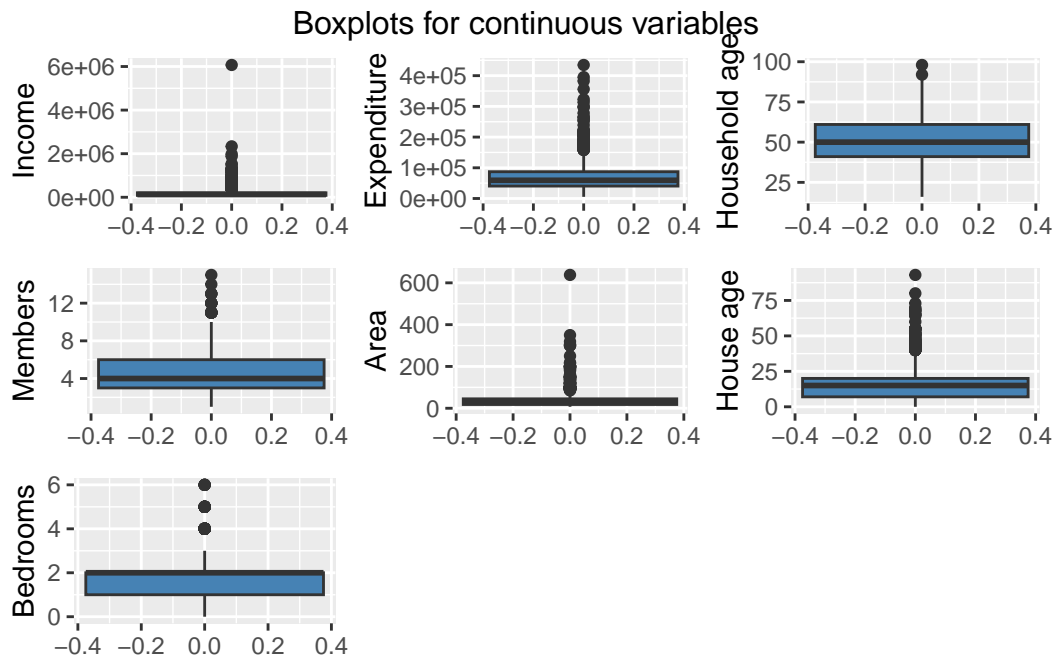 Boxplots for continuous variables
Income
6e+06
4e+06
2e+06
0e+00
−0.4 −0.2 0.0 0.2 0.4
Expenditure
4e+05
3e+05
2e+05
1e+05
0e+00
−0.4 −0.2 0.0 0.2 0.4
Household age
100
75
50
25
−0.4 −0.2 0.0 0.2 0.4
Members
12
8
4
−0.4 −0.2 0.0 0.2 0.4
Area
600
400
200
0
−0.4 −0.2 0.0 0.2 0.4
House age
75
50
25
0
−0.4 −0.2 0.0 0.2 0.4
Bedrooms
6
4
2
0
−0.4 −0.2 0.0 0.2 0.4